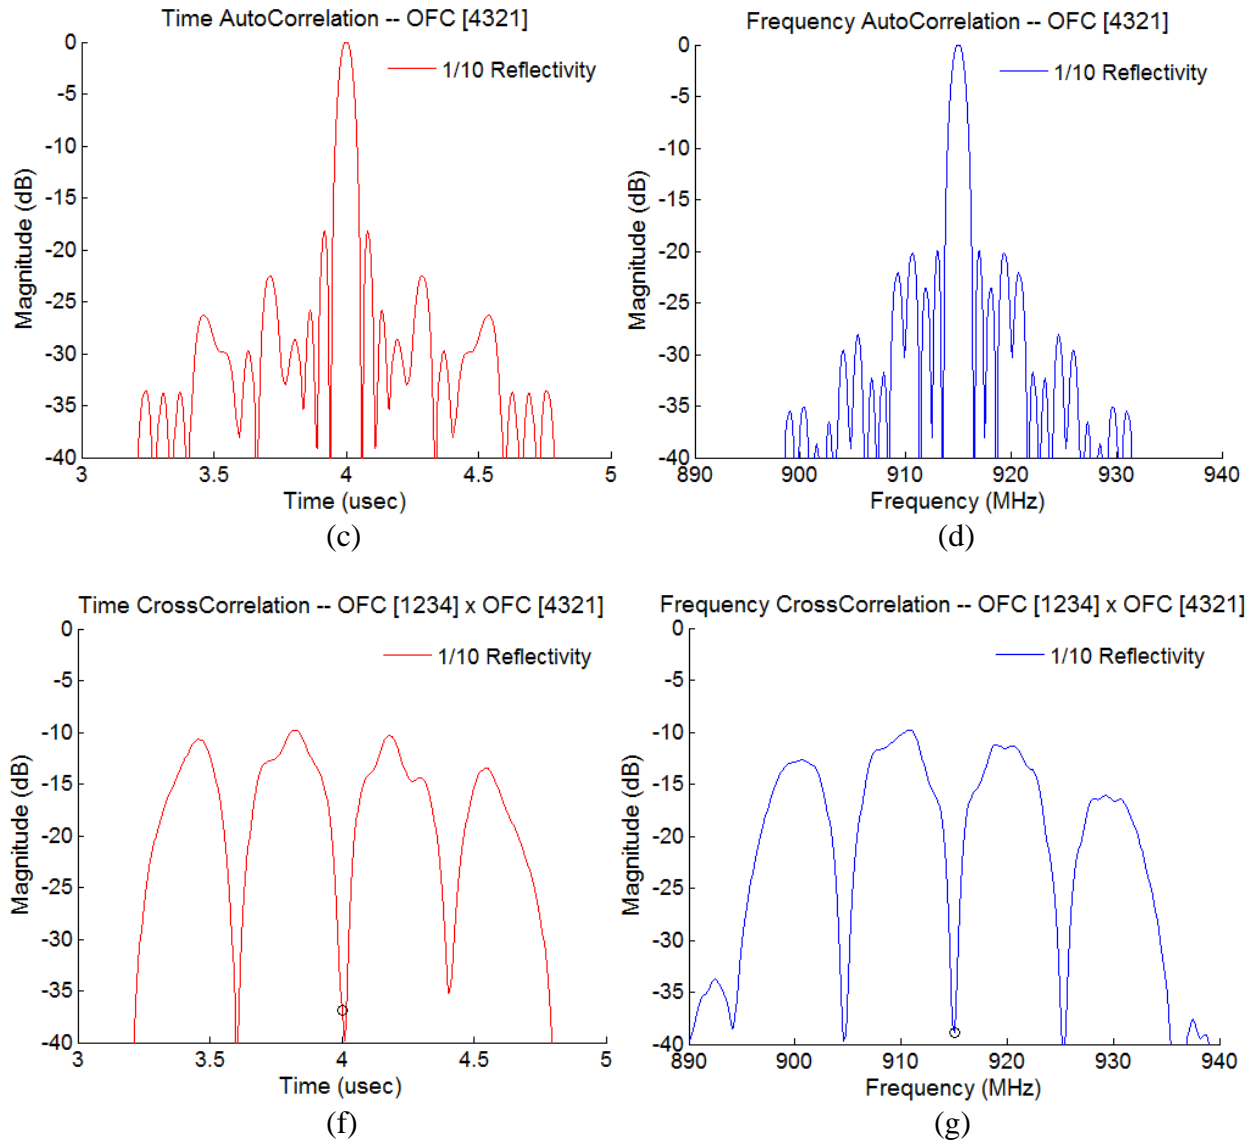 Time AutoCorrelation -- OFC [4321]
0
-5
-10
-15
-20
-25
-30
-35
-40
Magnitude (dB)
1/10 Reflectivity
3
3.5
4
4.5
5
Time (usec)
(c)
Frequency AutoCorrelation -- OFC [4321]
0
-5
-10
-15
-20
-25
-30
-35
-40
Magnitude (dB)
1/10 Reflectivity
890
900
910
920
930
940
Frequency (MHz)
(d)
Time CrossCorrelation -- OFC [1234] x OFC [4321]
0
-5
-10
-15
-20
-25
-30
-35
-40
Magnitude (dB)
1/10 Reflectivity
3
3.5
4
4.5
5
Time (usec)
(f)
Frequency CrossCorrelation -- OFC [1234] x OFC [4321]
0
-5
-10
-15
-20
-25
-30
-35
-40
Magnitude (dB)
1/10 Reflectivity
890
900
910
920
930
940
Frequency (MHz)
(g)